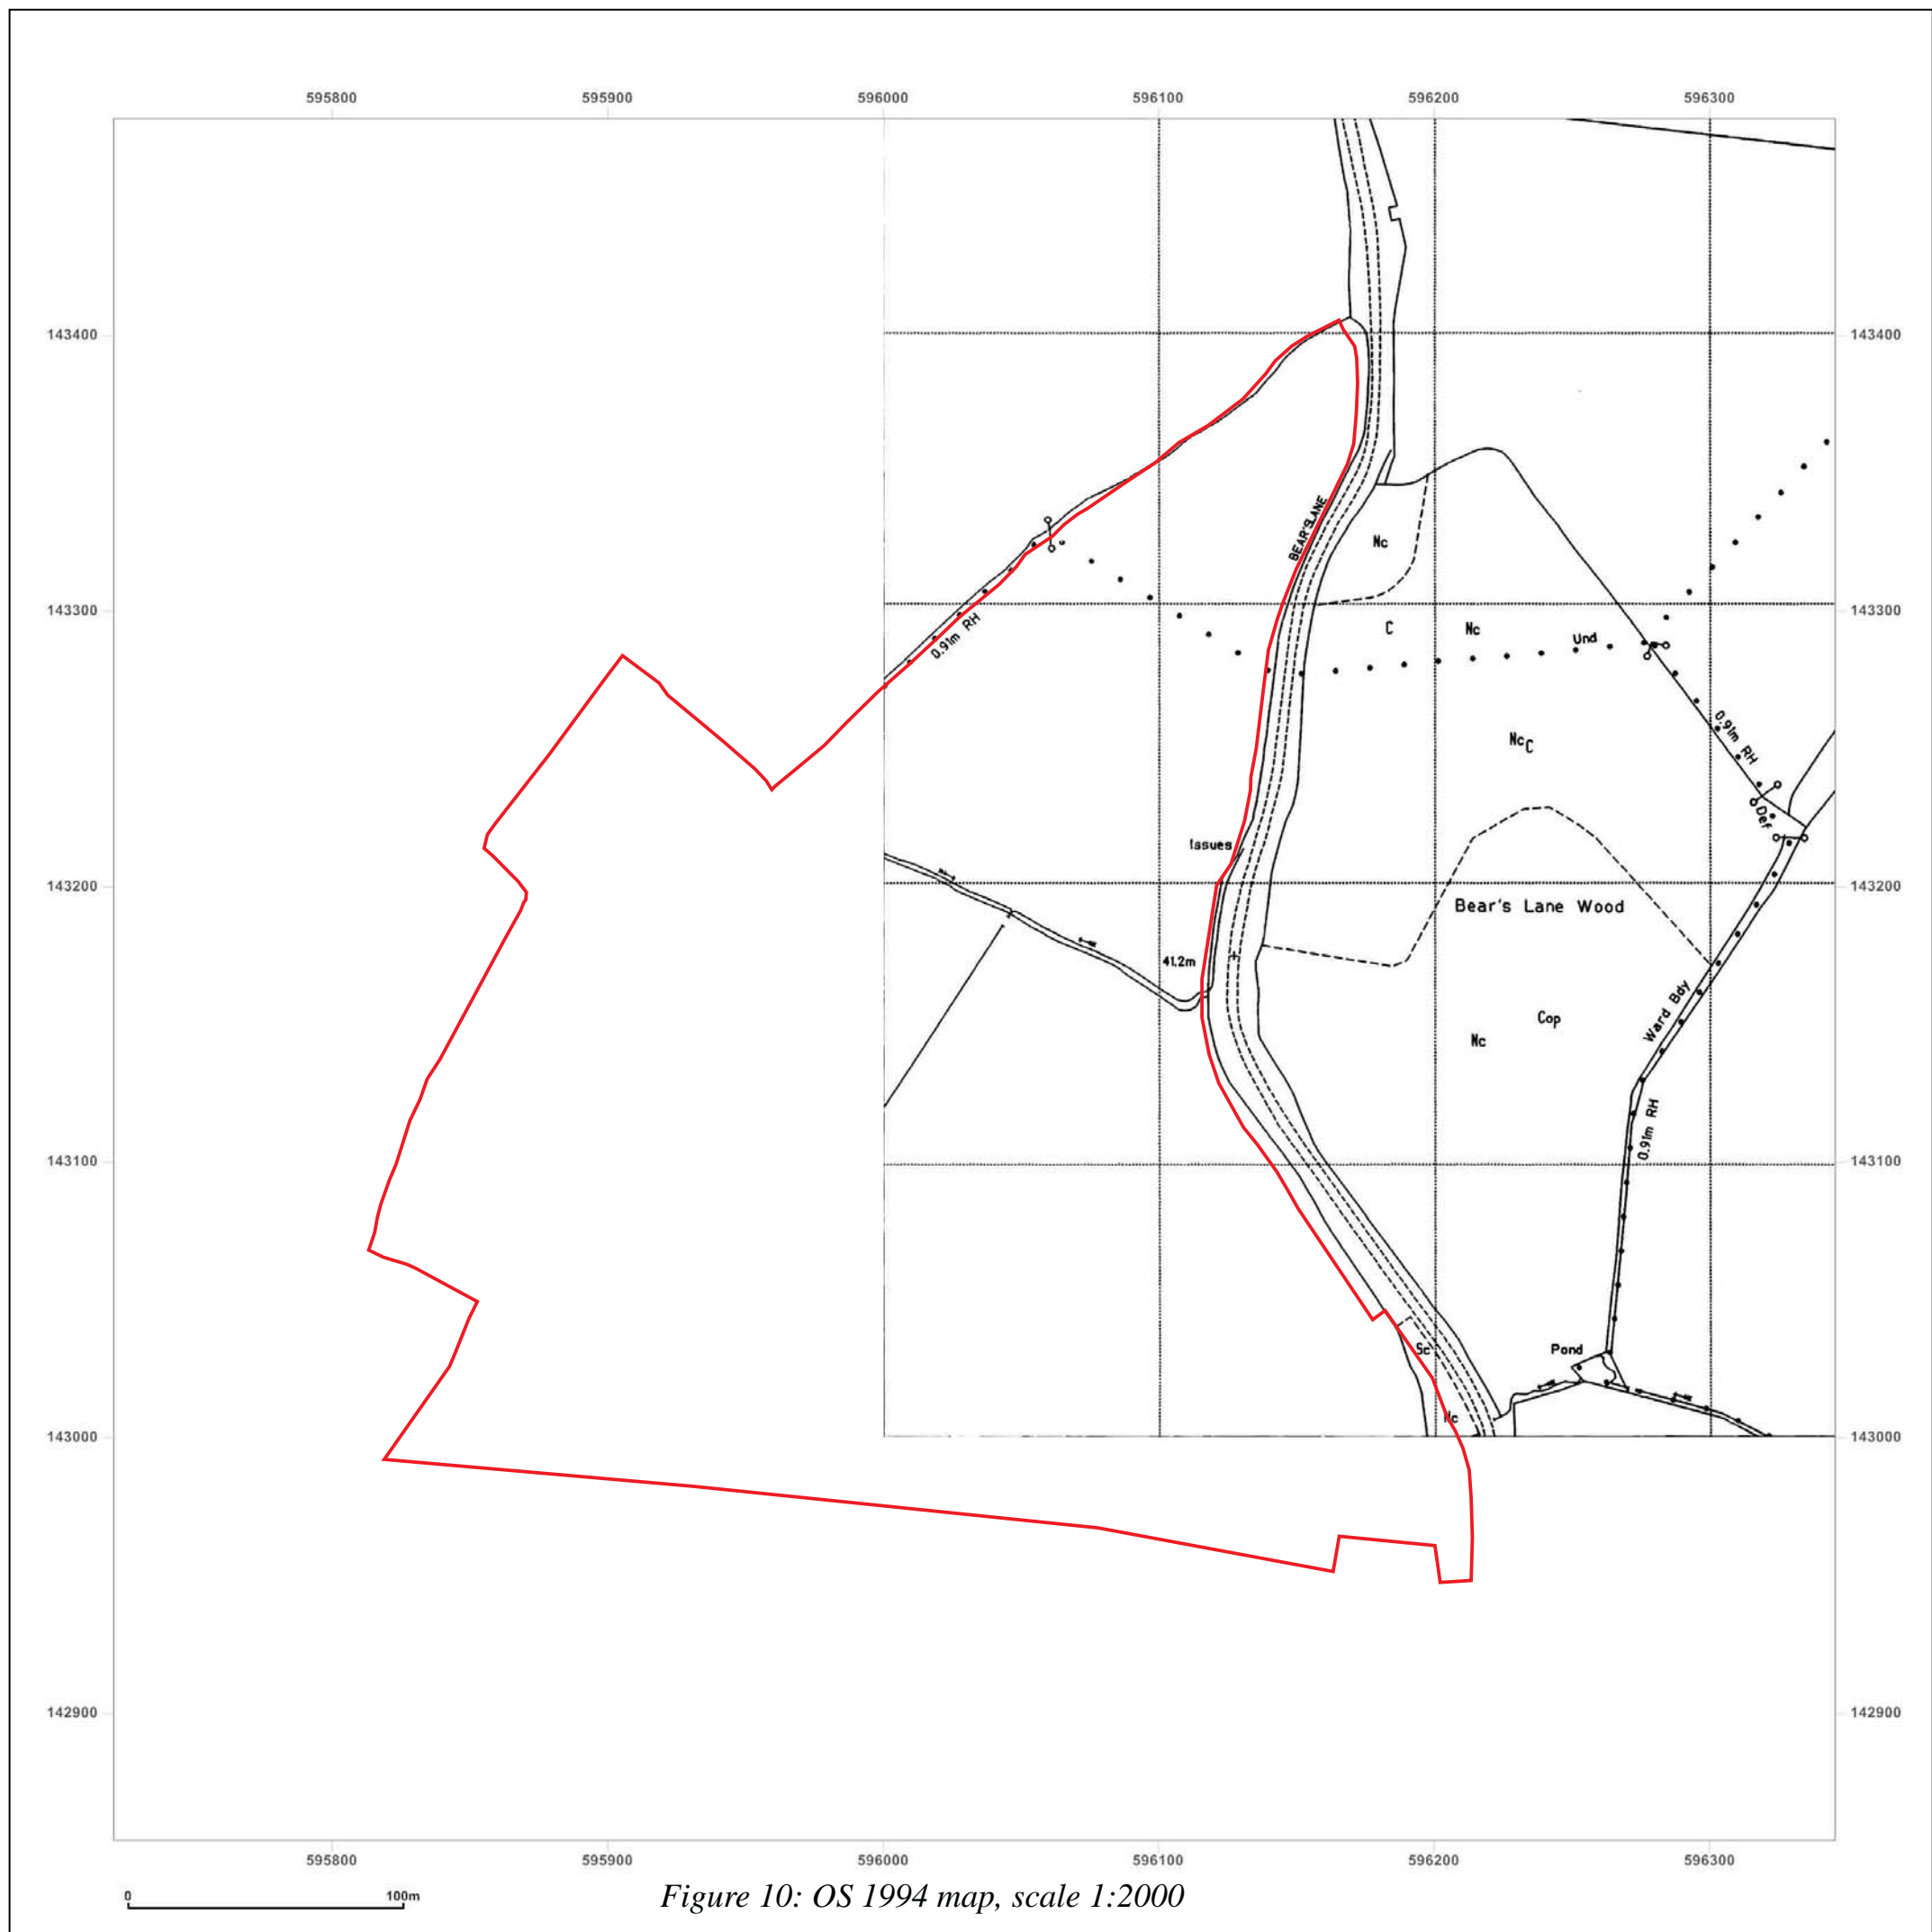 595800 595900 596000 596100 596200 596300
143400 143400
BEAR'S LANE
Nc
143300 143300
0.91m RH
C Nc Und
0.91m RH
Nc C
Def
Issues
143200 143200
Bear's Lane Wood
41.2m
Ward Bdy
Cop
Nc
0.91m RH
143100 143100
Pond
Sc
Nc
143000 143000
142900 142900
595800 595900 596000 596100 596200 596300
0 100m
Figure 10: OS 1994 map, scale 1:2000